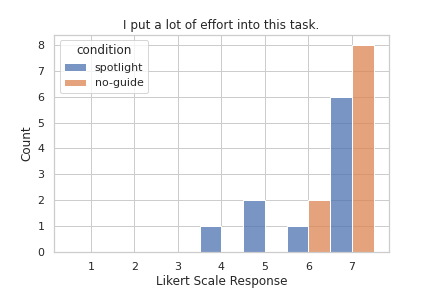 I put a lot of effort into this task.
condition
spotlight
no-guide
8
7
6
5
4
3
2
1
0
Count
1 2 3 4 5 6 7
Likert Scale Response